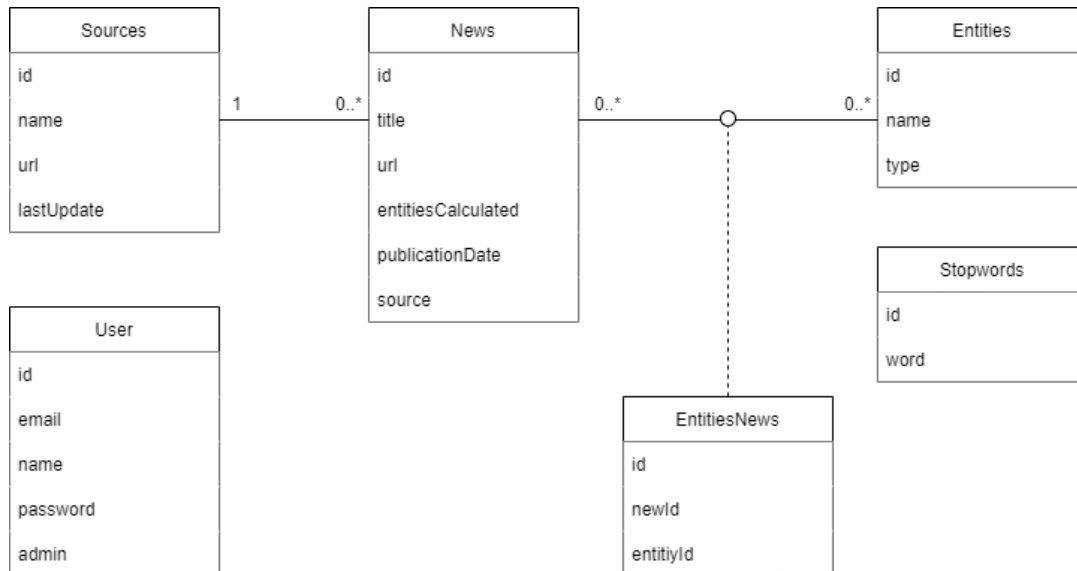 Sources
id
name
url
lastUpdate
1
0..*
News
id
title
url
entitiesCalculated
publicationDate
source
0..*
0..*
Entities
id
name
type
Stopwords
id
word
User
id
email
name
password
admin
EntitiesNews
id
newId
entitiyId